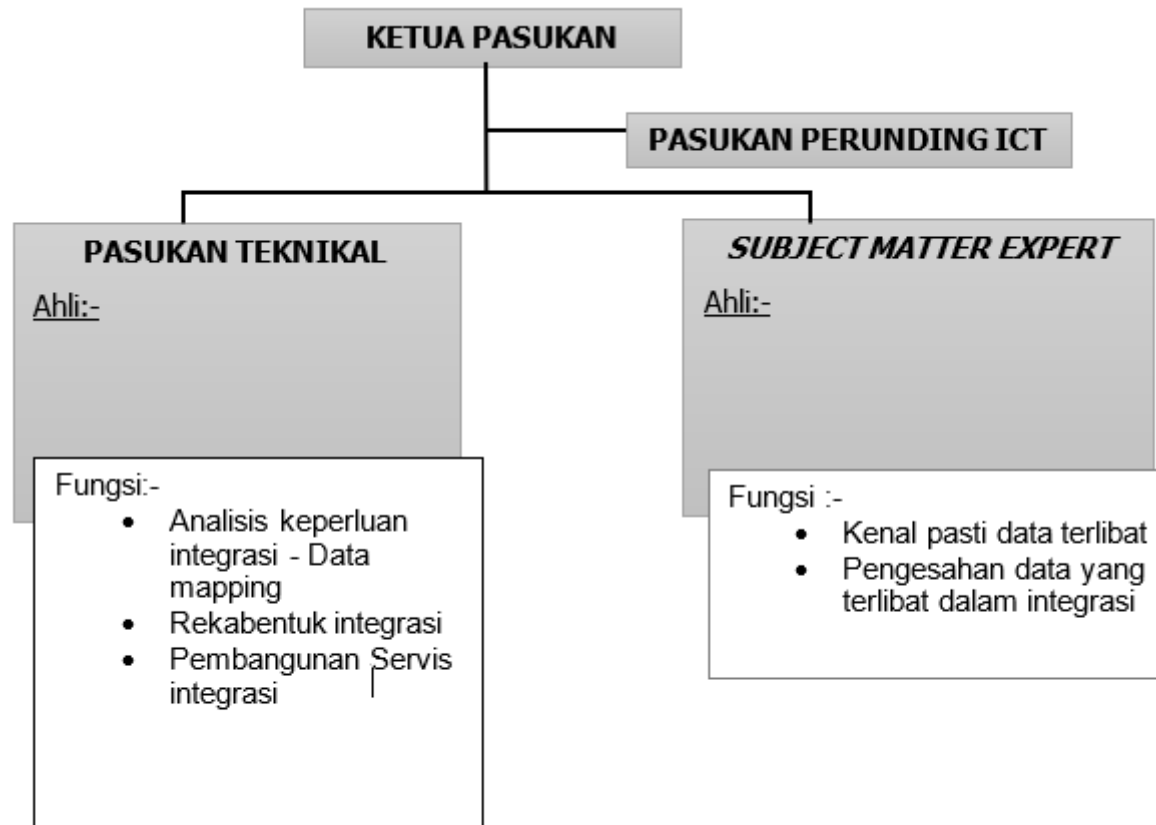 KETUA PASUKAN
PASUKAN PERUNDING ICT
PASUKAN TEKNIKAL
Ahli:-
Fungsi:-
• Analisis keperluan
integrasi - Data
mapping
• Rekabentuk integrasi
• Pembangunan Servis
integrasi
SUBJECT MATTER EXPERT
Ahli:-
Fungsi :-
• Kenal pasti data terlibat
• Pengesahan data yang
terlibat dalam integrasi